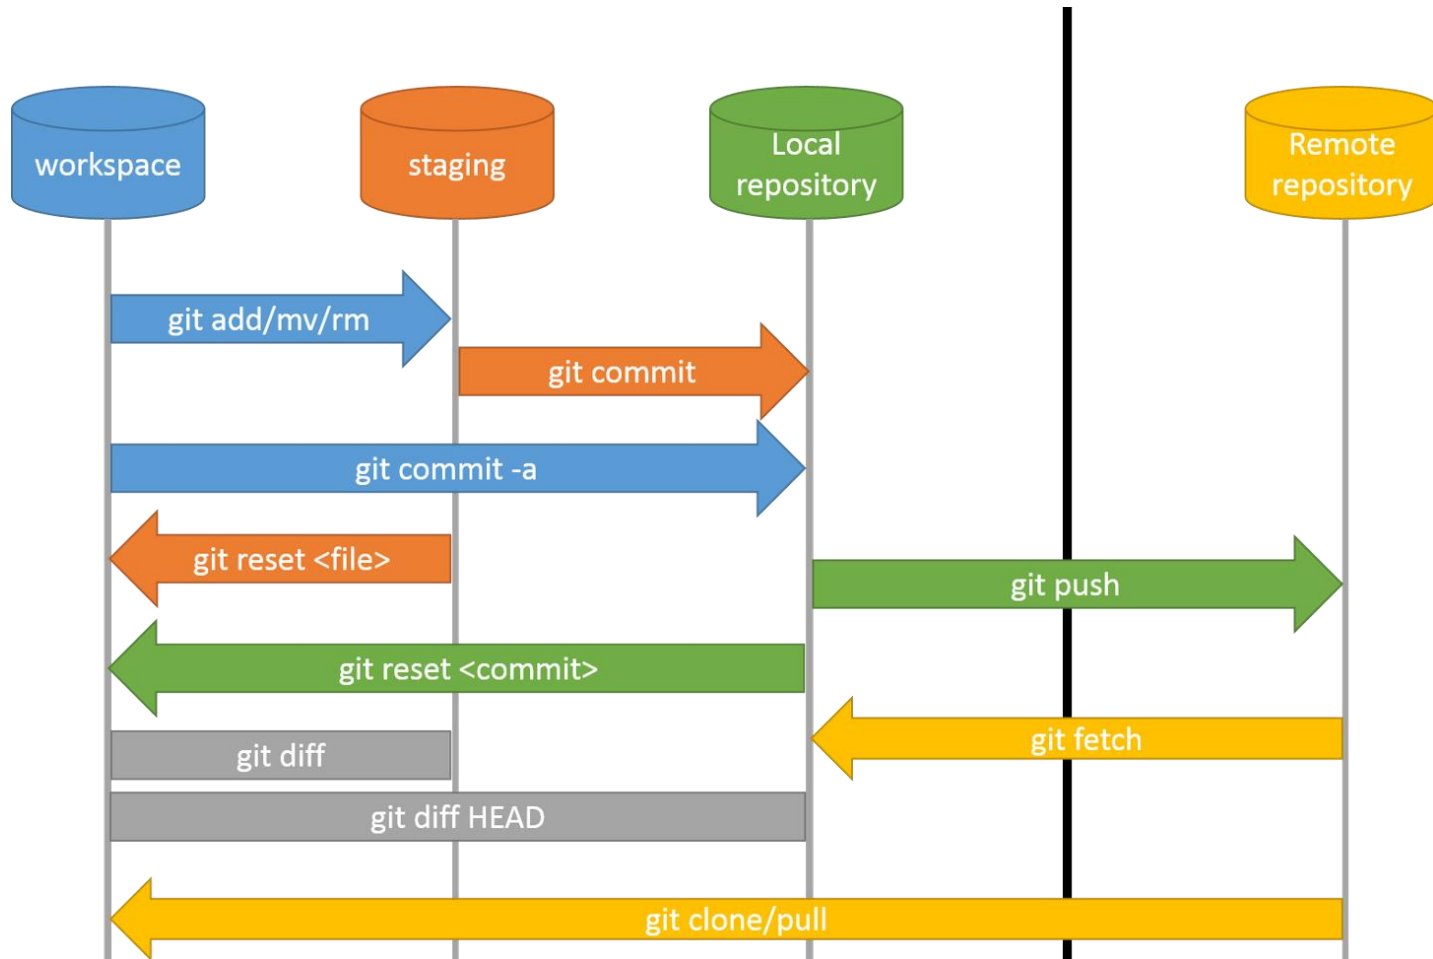 workspace
staging
Local
repository
Remote
repository
git add/mv/rm
git commit
git commit -a
git reset <file>
git push
git reset <commit>
git fetch
git diff
git diff HEAD
git clone/pull